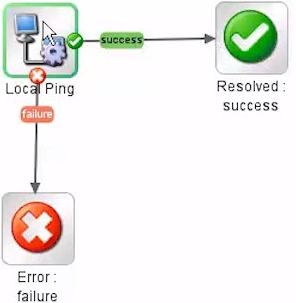 success
Local Ping
Resolved :
success
failure
Error :
failure